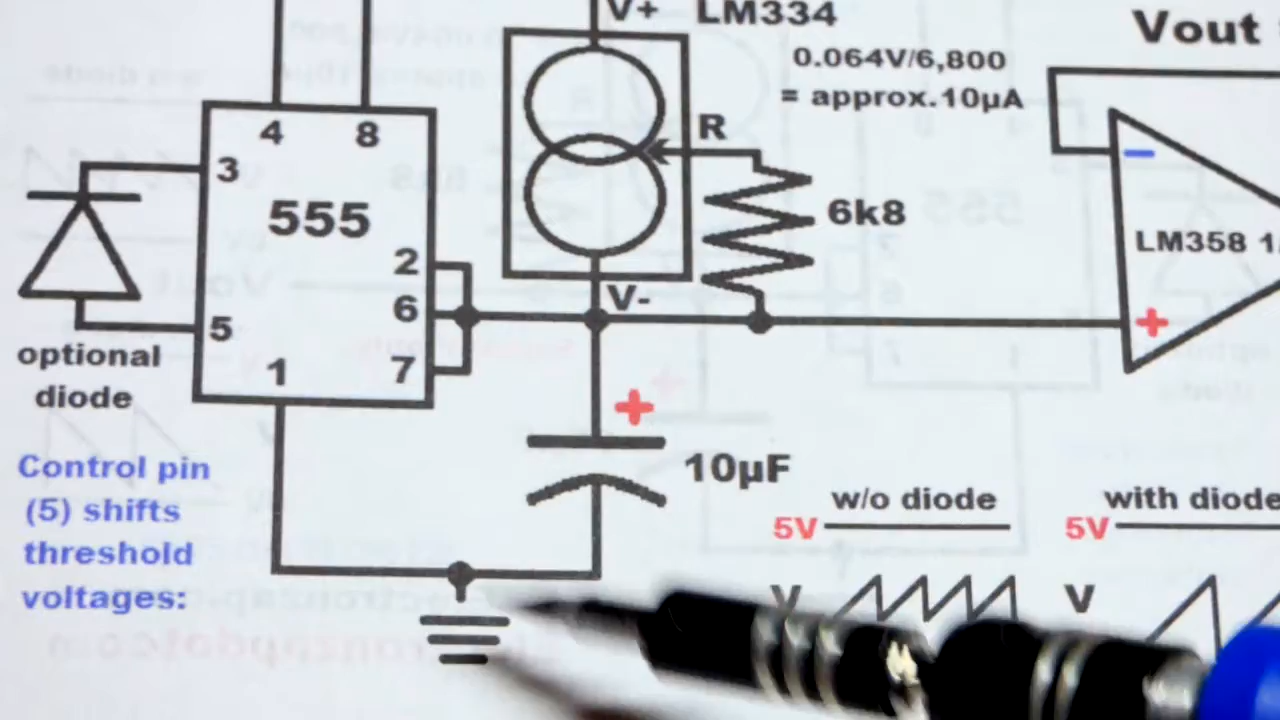 V+ LM334
Vout
0.064V/6,800
= approx.10µA
4 8
R
3
555
6k8
2
LM358
V-
6
5
optional
diode
1 7
10µF
Control pin
(5) shifts
threshold
voltages:
w/o diode
with diode
5V
5V
V
V